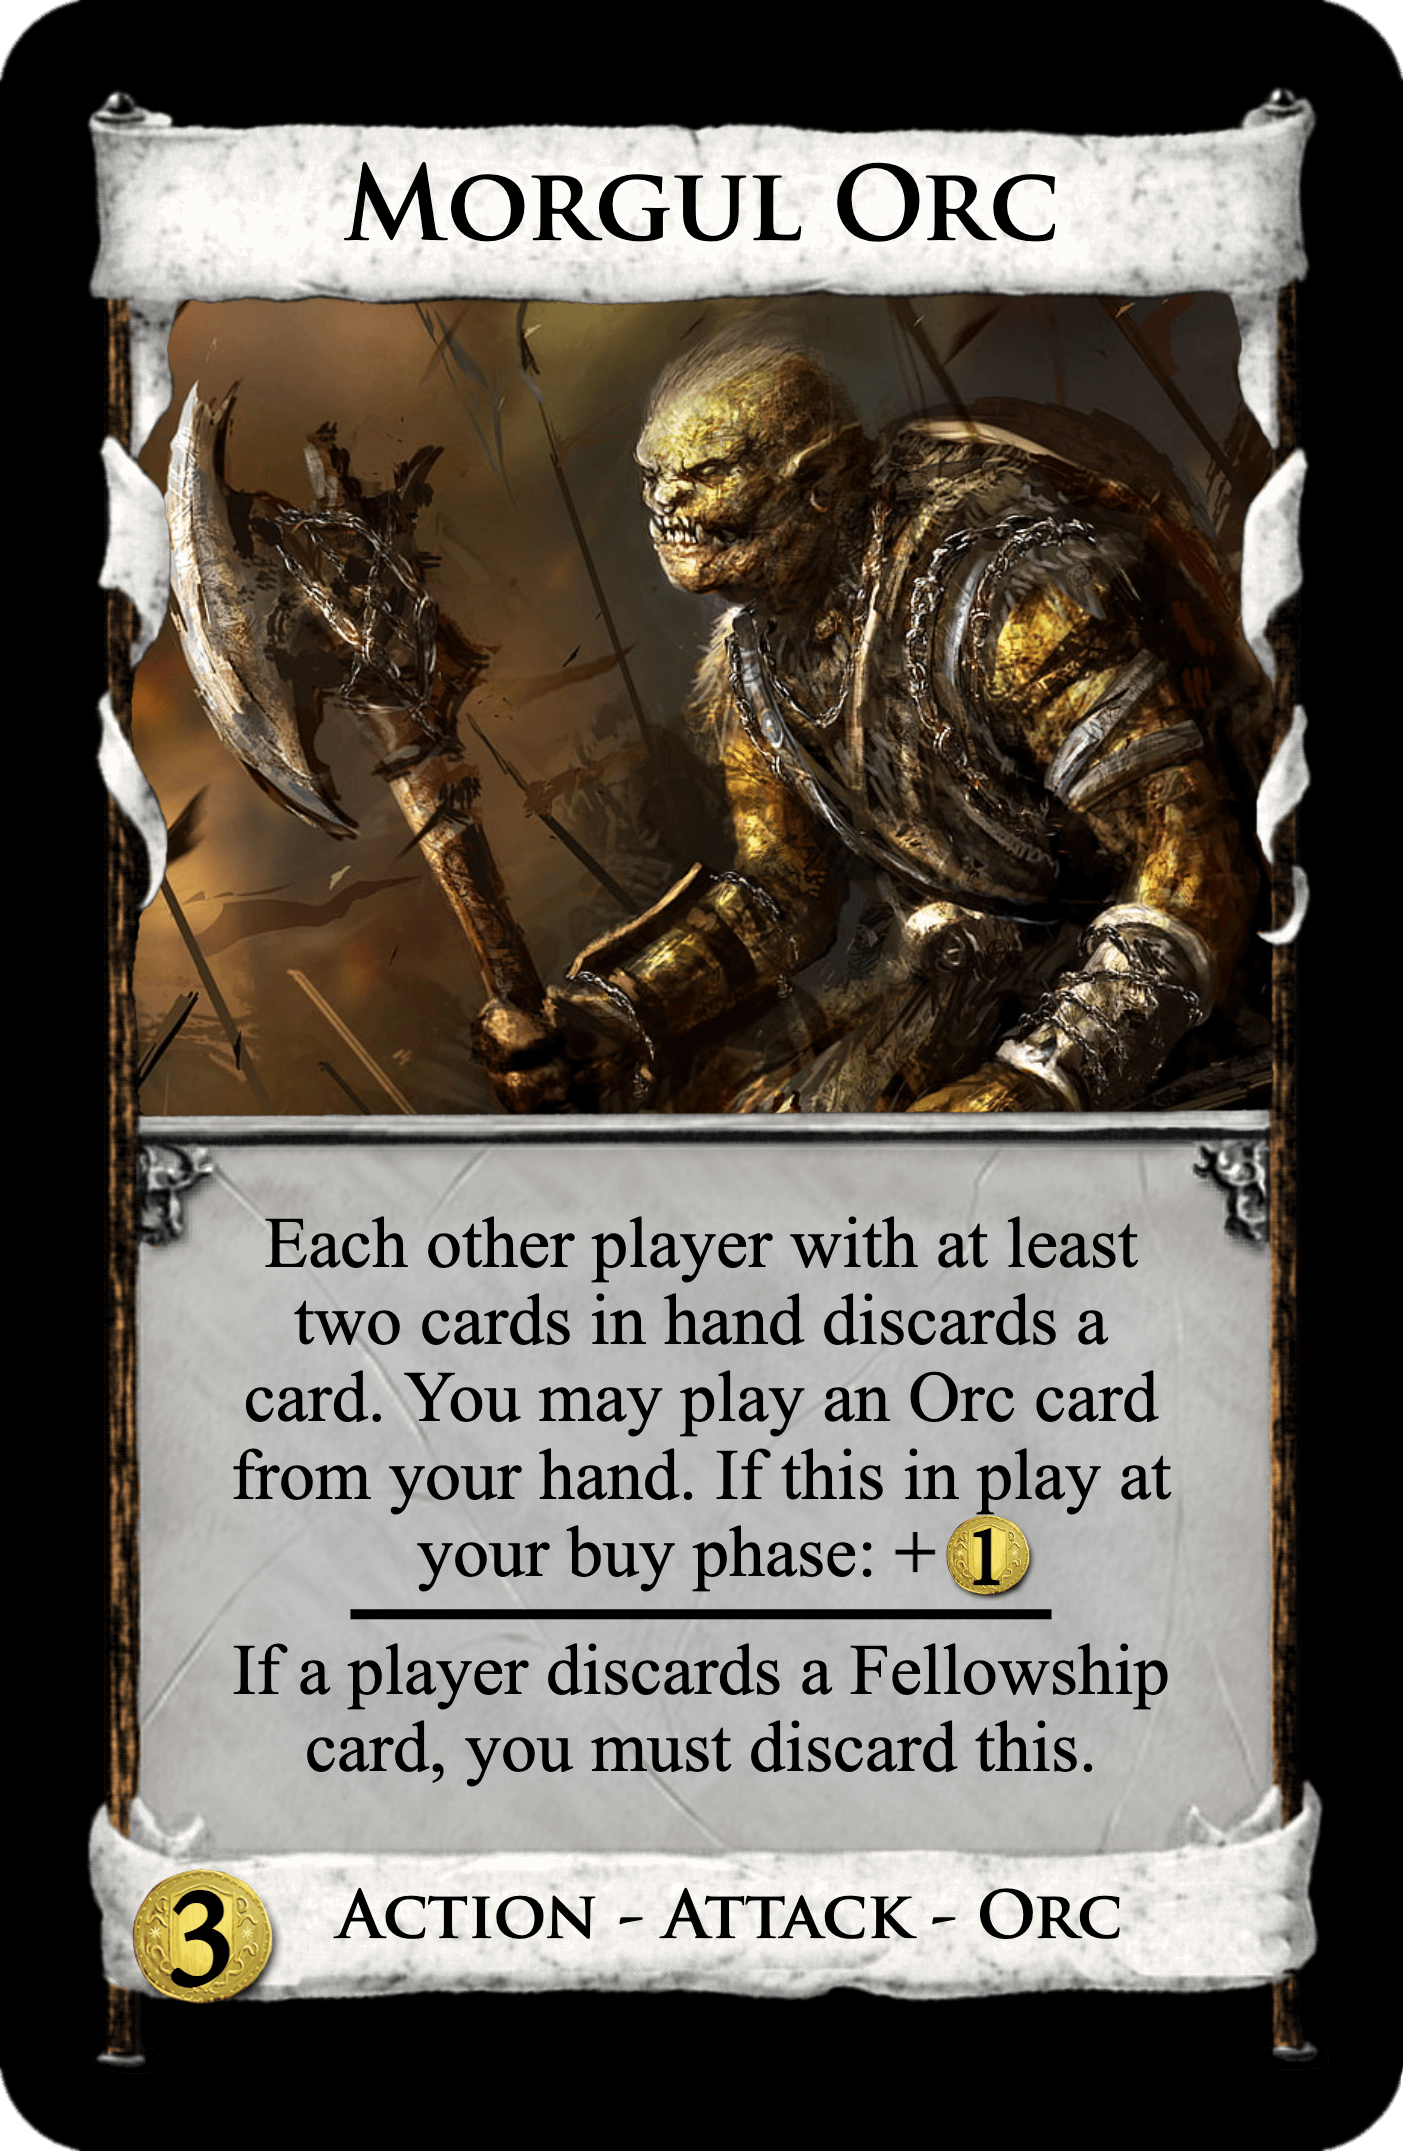 Morgul Orc
Each other player with at least
two cards in hand discards a
card. You may play an Orc card
from your hand. If this in play at
your buy phase: +1
If a player discards a Fellowship
card, you must discard this.
3 Action - Attack - Orc